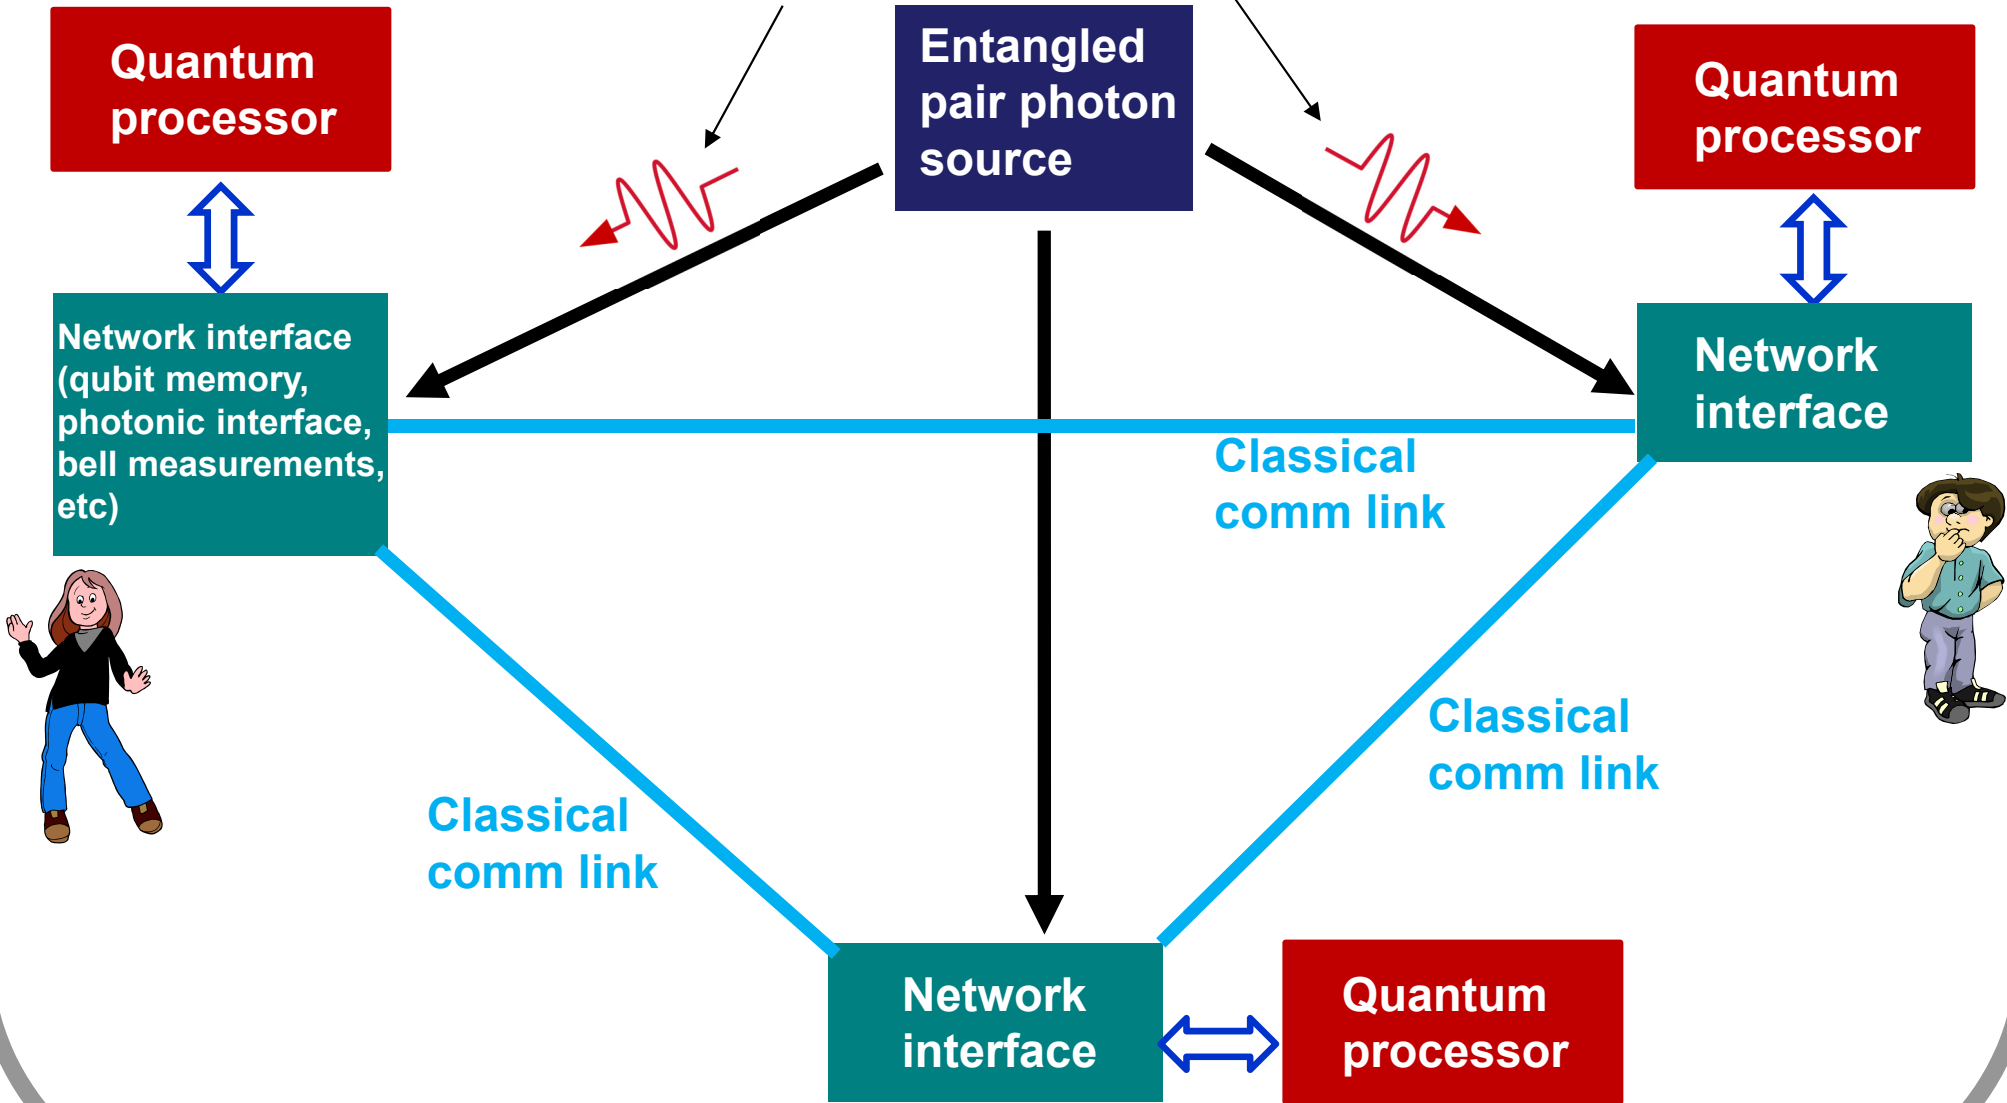 Quantum
processor
Entangled
pair photon
source
Quantum
processor
Network interface
(qubit memory,
photonic interface,
bell measurements,
etc)
Network
interface
Classical
comm link
Classical
comm link
Classical
comm link
Network
interface
Quantum
processor